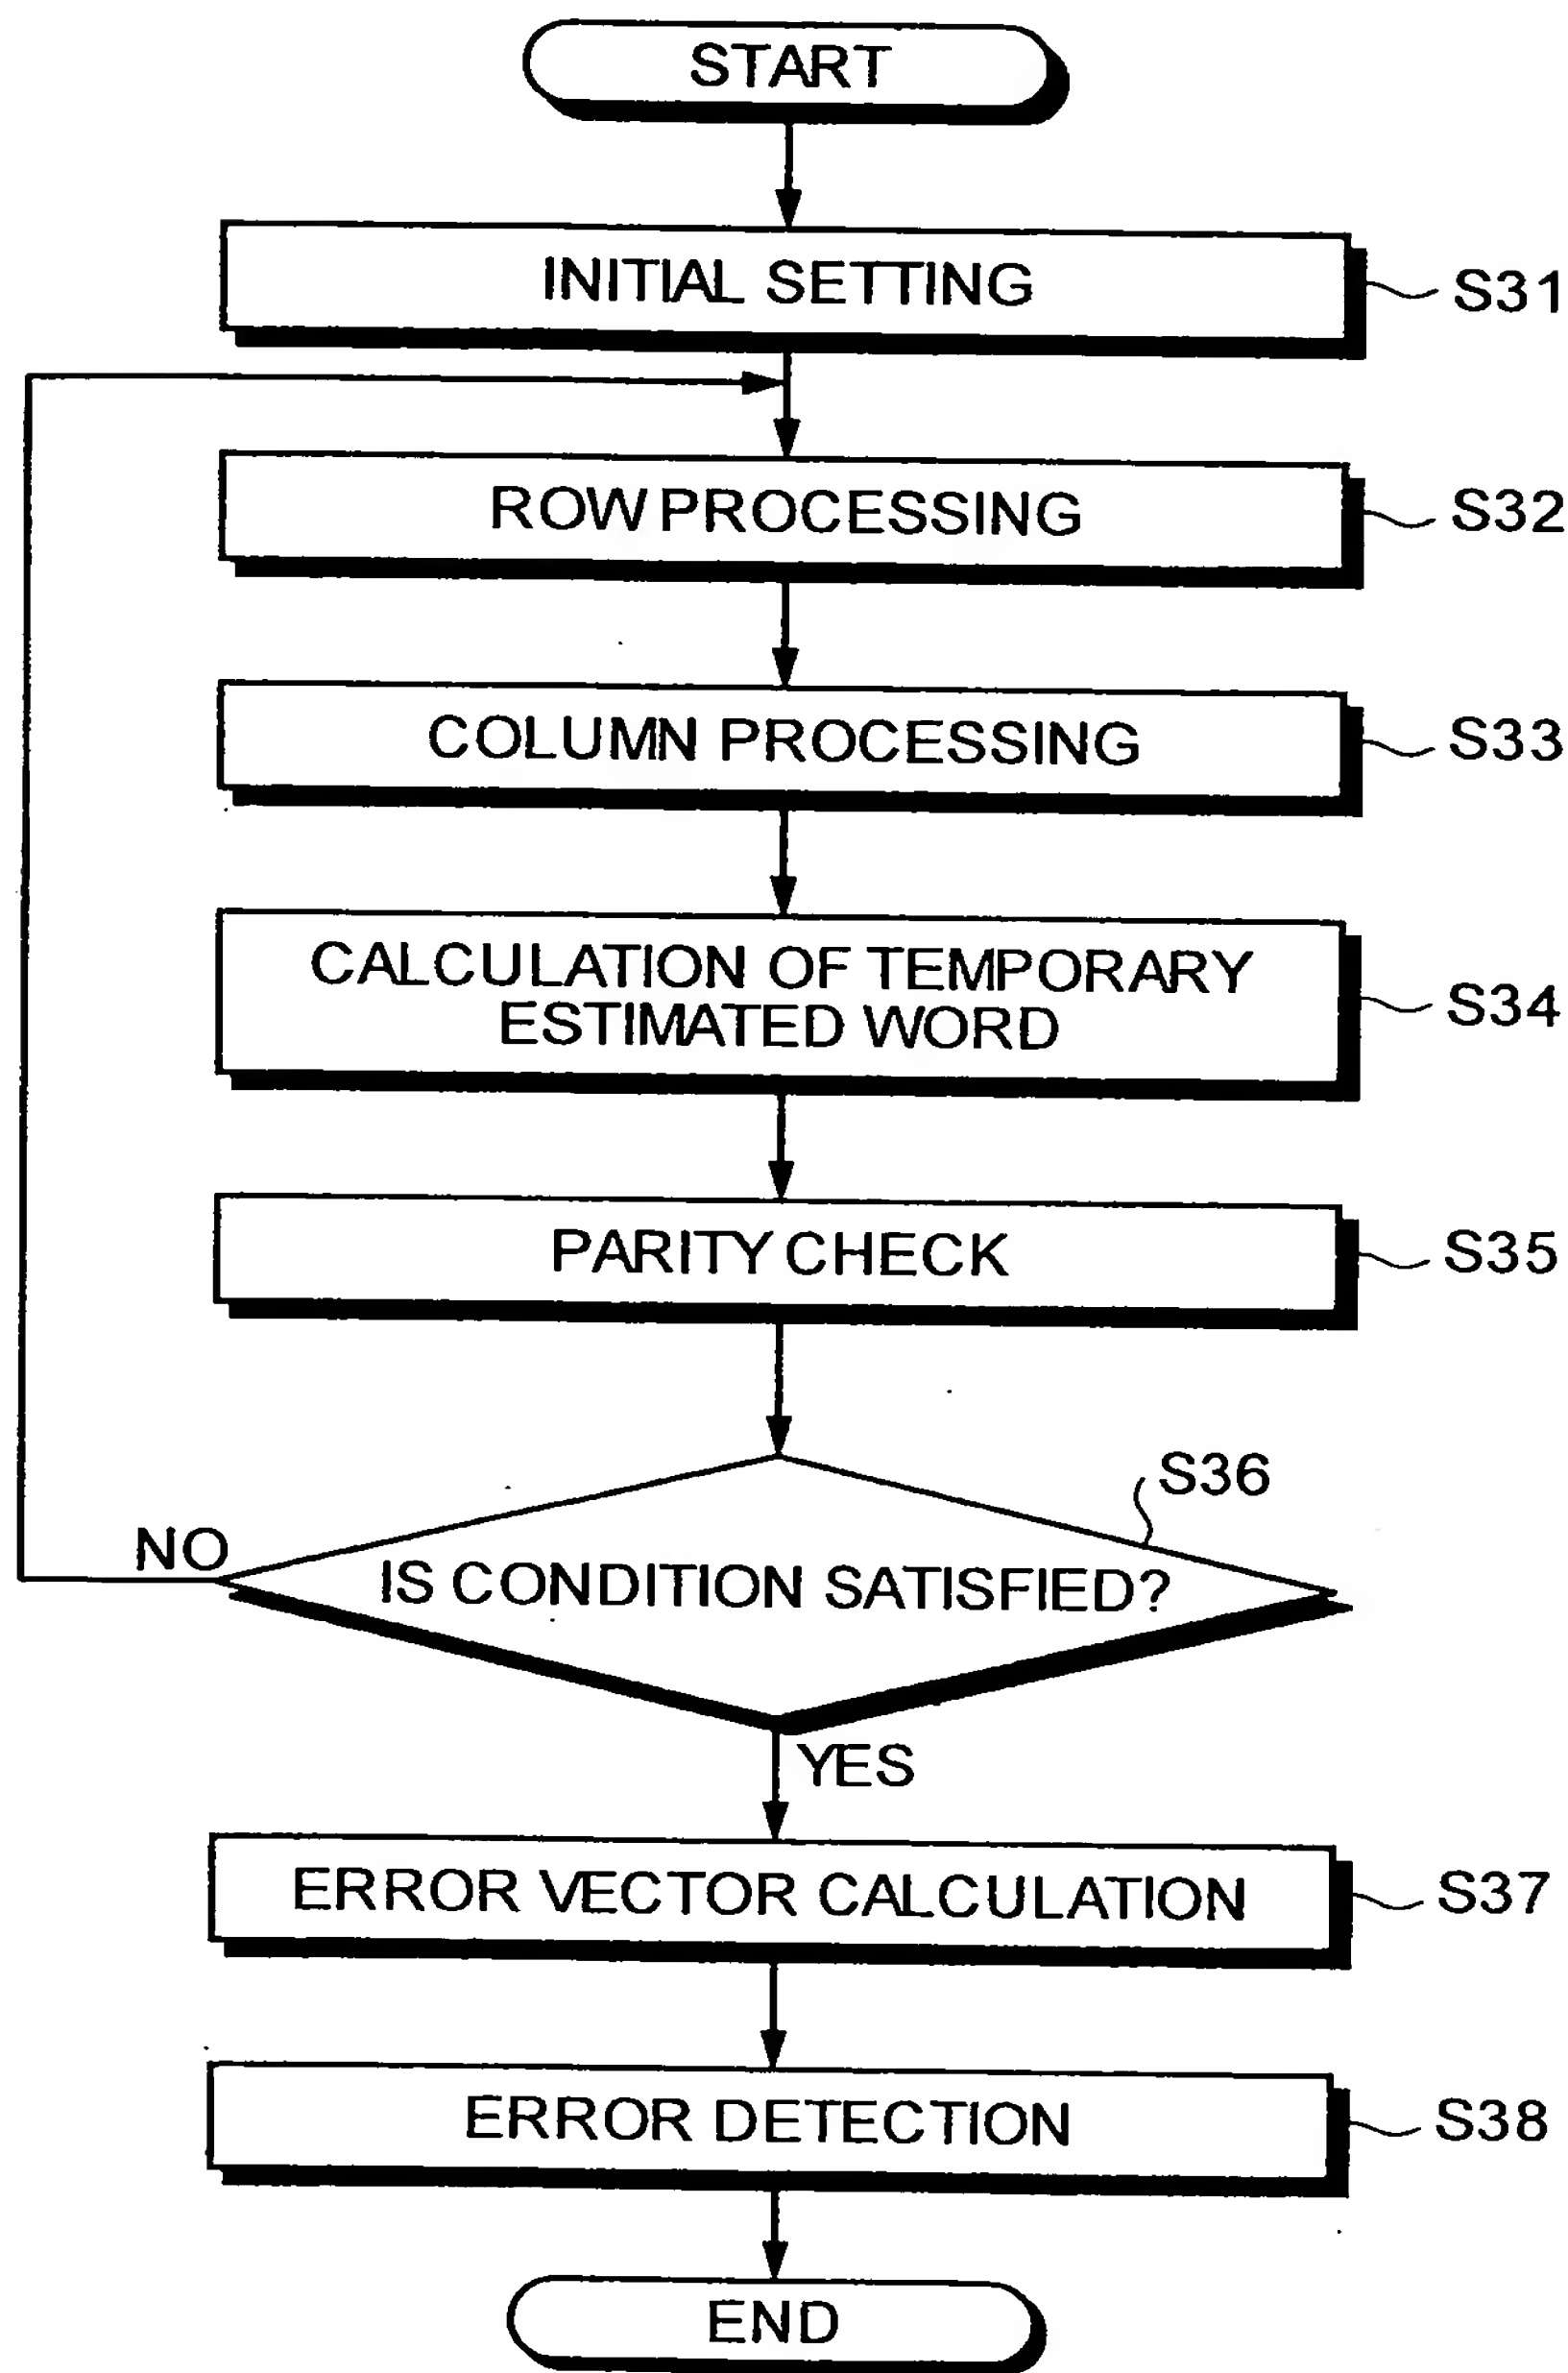 START
INITIAL SETTING
S31
ROW PROCESSING
S32
COLUMN PROCESSING
S33
CALCULATION OF TEMPORARY
ESTIMATED WORD
S34
PARITY CHECK
S35
S36
NO
IS CONDITION SATISFIED?
YES
ERROR VECTOR CALCULATION
S37
ERROR DETECTION
S38
END